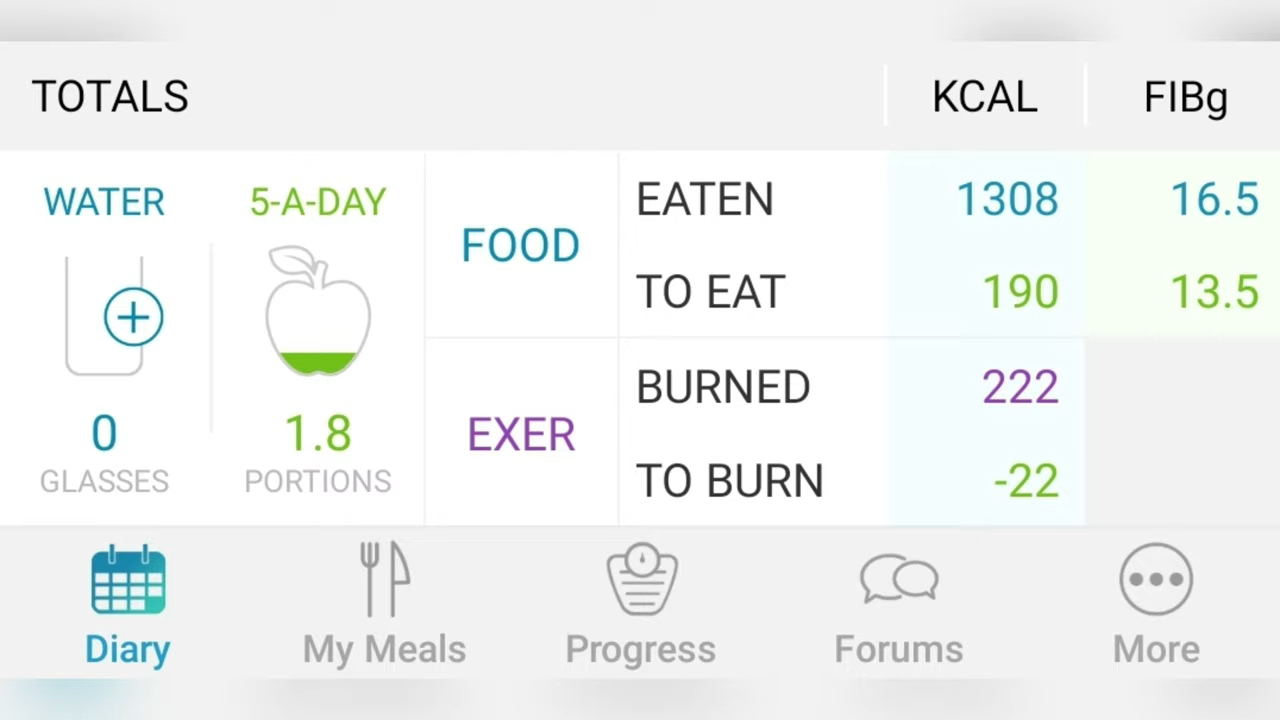 TOTALS KCAL FIBg
WATER 5-A-DAY
FOOD
EATEN 1308 16.5
TO EAT 190 13.5
0 1.8
GLASSES PORTIONS
EXER
BURNED 222
TO BURN -22
Diary My Meals Progress Forums More